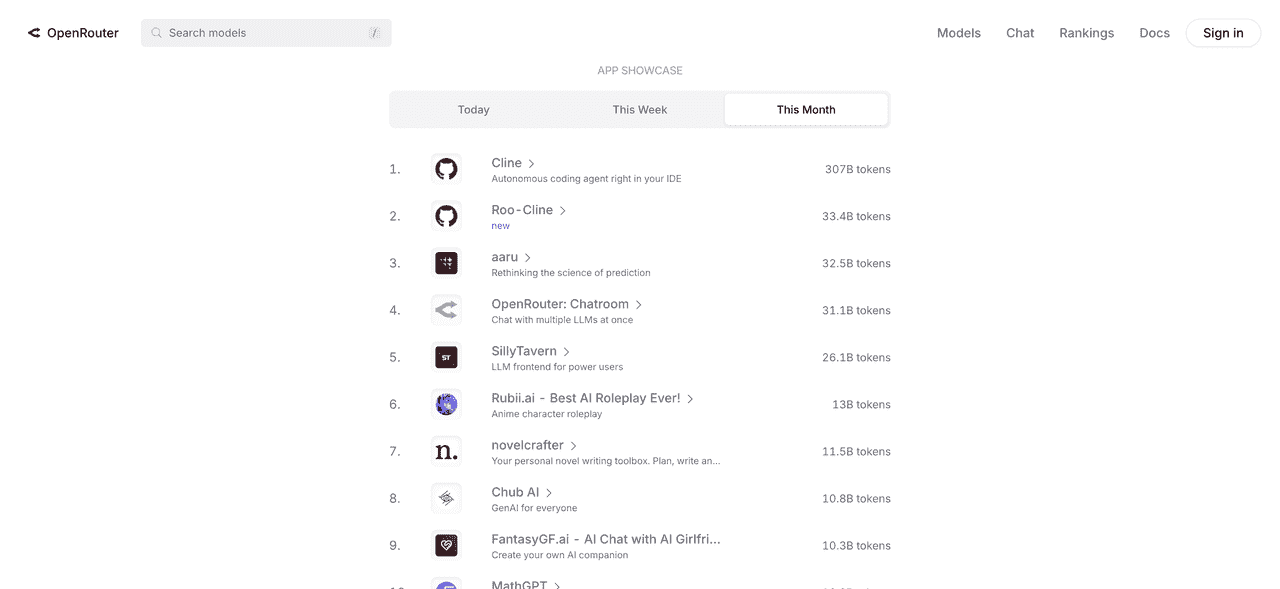 OpenRouter
Search models
/
Models
Chat
Rankings
Docs
Sign in
APP SHOWCASE
Today
This Week
This Month
1.
Cline
Autonomous coding agent right in your IDE
307B tokens
2.
Roo-Cline
new
33.4B tokens
3.
aaru
Rethinking the science of prediction
32.5B tokens
4.
OpenRouter: Chatroom
Chat with multiple LLMs at once
31.1B tokens
5.
ST
SillyTavern
LLM frontend for power users
26.1B tokens
6.
Rubii.ai - Best AI Roleplay Ever!
Anime character roleplay
13B tokens
7.
n.
novelcrafter
Your personal novel writing toolbox. Plan, write an...
11.5B tokens
8.
Chub AI
GenAI for everyone
10.8B tokens
9.
FantasyGF.ai - AI Chat with AI Girlfri...
Create your own AI companion
10.3B tokens
MathGPT